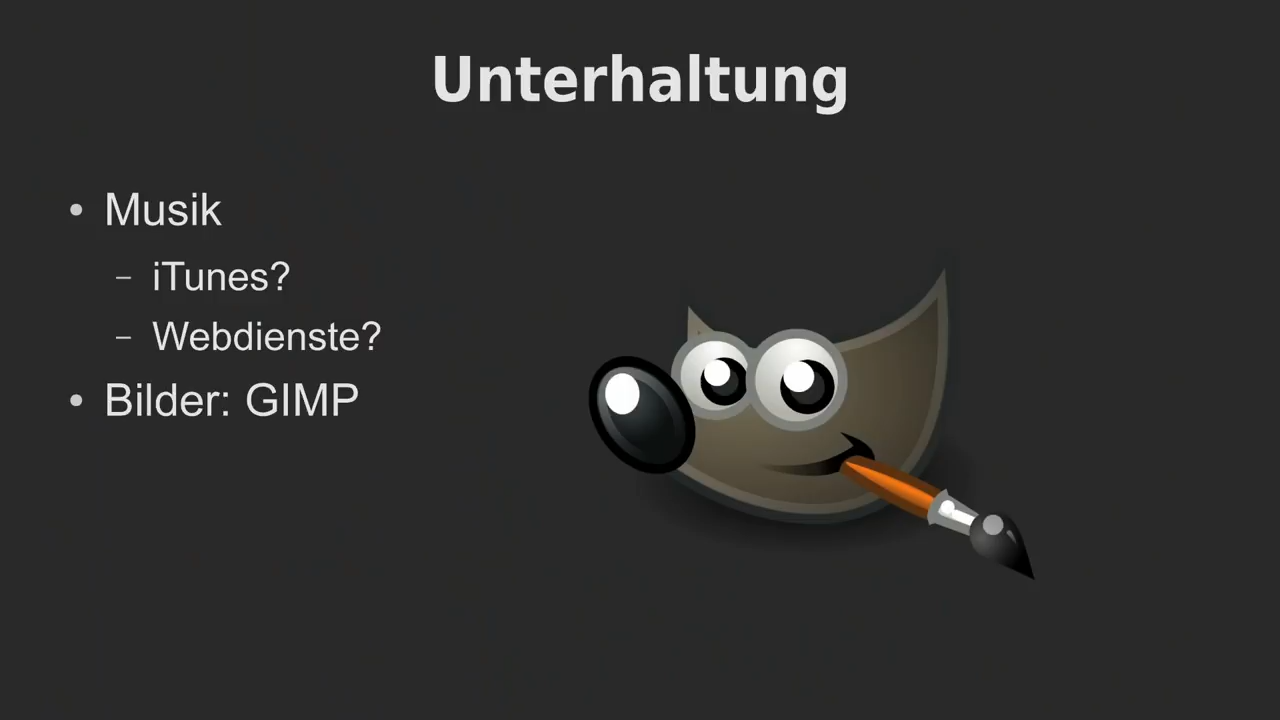 Unterhaltung
• Musik
– iTunes?
– Webdienste?
• Bilder: GIMP